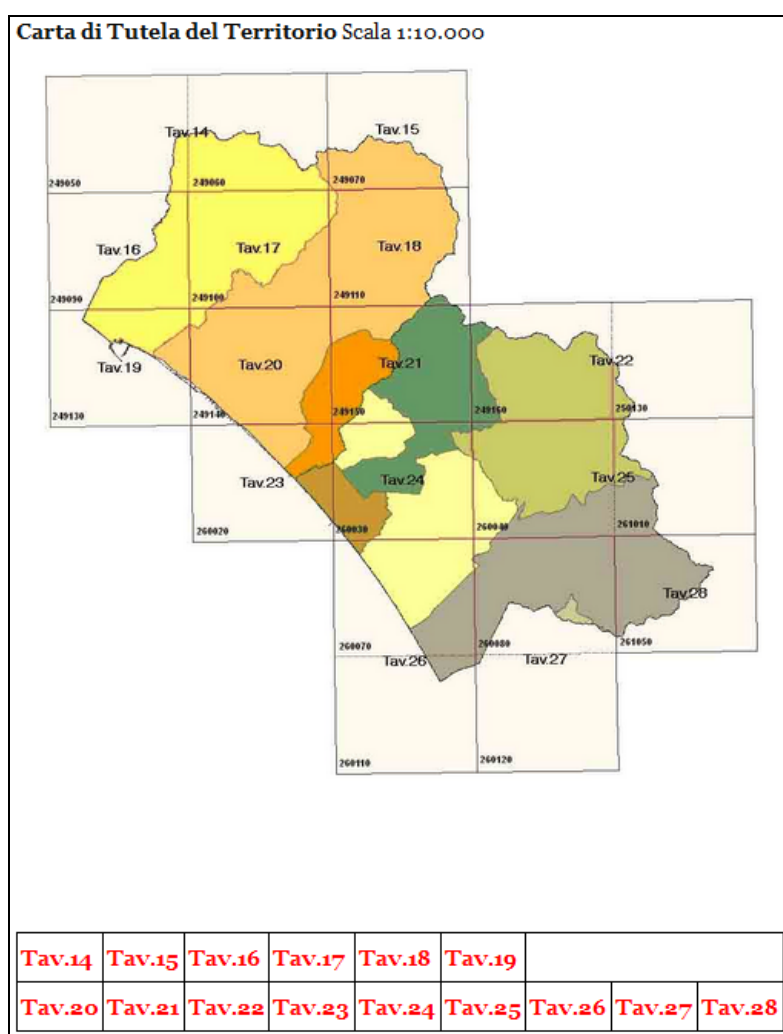 Carta di Tutela del Territorio Scala 1:10.000
Tav.14
Tav.15
249050
249060
249070
Tav.16
Tav.17
Tav.18
249090
249100
249110
Tav.19
Tav.20
Tav.21
Tav.22
249130
249140
249150
249160
250130
Tav.23
Tav.24
Tav.25
260020
260030
260040
261010
Tav.28
260070
260080
261050
Tav.26
Tav.27
260110
260120
Tav.14 Tav.15 Tav.16 Tav.17 Tav.18 Tav.19
Tav.20 Tav.21 Tav.22 Tav.23 Tav.24 Tav.25 Tav.26 Tav.27 Tav.28